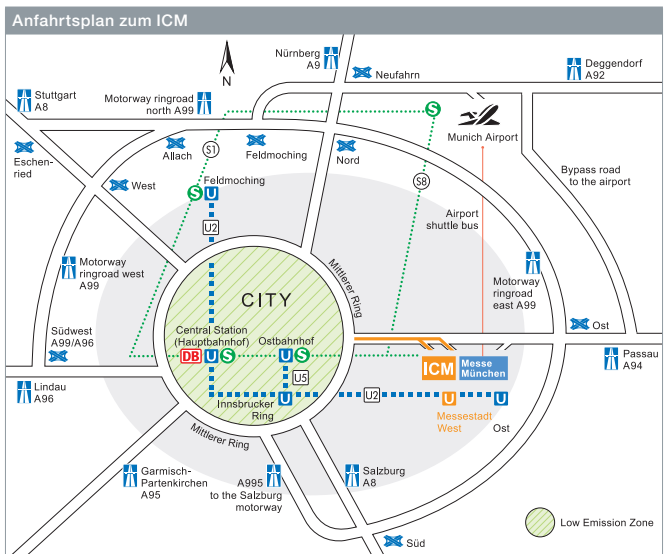 Anfahrtsplan zum ICM
Nürnberg
A9
N
Neufahrn
Deggendorf
A92
Stuttgart
A8
Motorway ringroad
north A99
S
Munich Airport
Eschen-
ried
Allach
S1
Feldmoching
Nord
Bypass road
to the airport
West
S
U
Feldmoching
S8
U2
Airport
shuttle bus
Motorway
ringroad west
A99
Mittlerer Ring
Motorway
ringroad
east A99
CITY
Südwest
A99/A96
Central Station
(Hauptbahnhof)
Ostbahnhof
Ost
DB
U
S
U
S
ICM
Messe
München
Passau
A94
U5
Lindau
A96
Innsbrucker
Ring
U
U2
U
Messestadt
West
U
Ost
Mittlerer Ring
Garmisch-
Partenkirchen
A95
A995
to the Salzburg
motorway
Salzburg
A8
Süd
Low Emission Zone